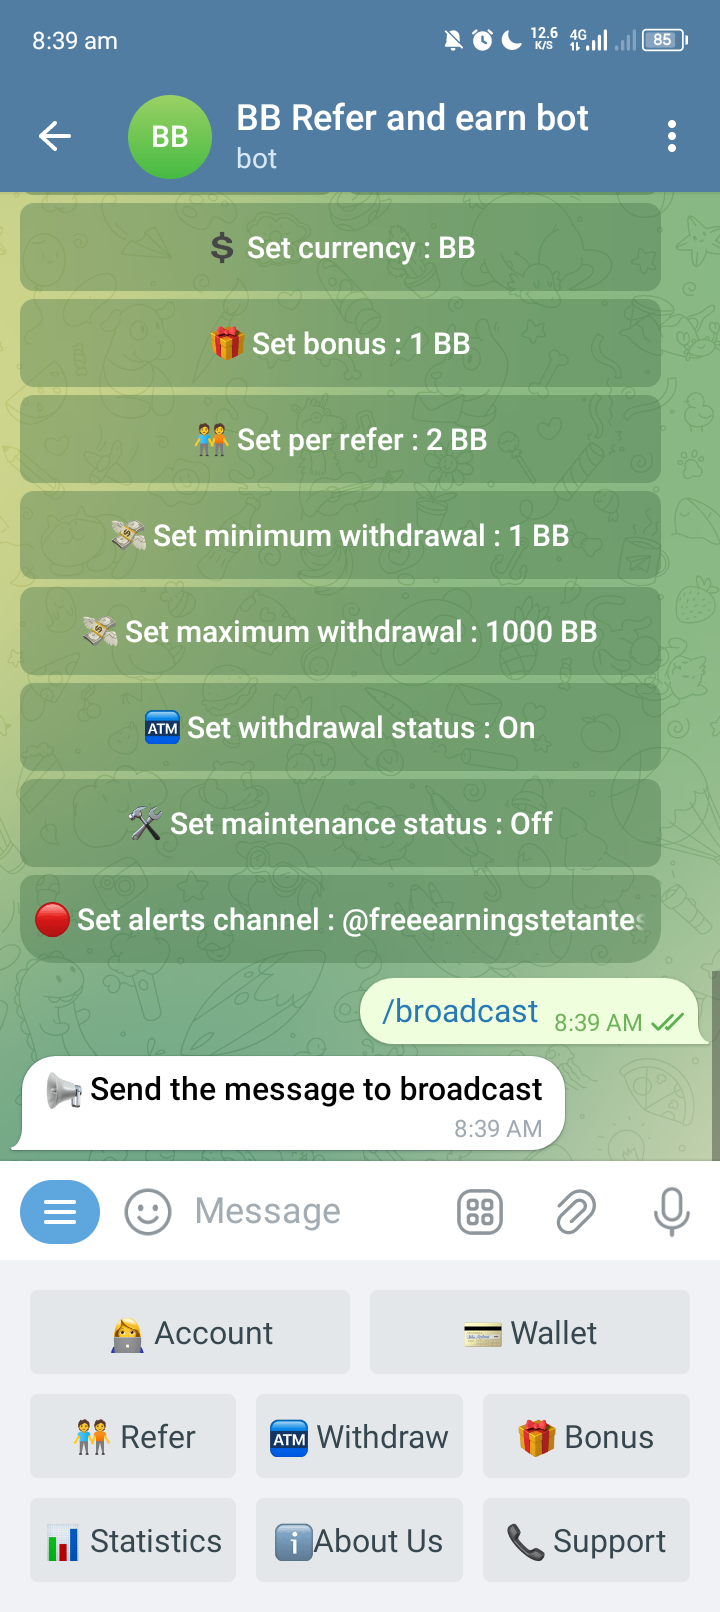 8:39 am
12.6
K/S
4G
85
BB
BB Refer and earn bot
bot
$ Set currency : BB
Set bonus : 1 BB
Set per refer : 2 BB
Set minimum withdrawal : 1 BB
Set maximum withdrawal : 1000 BB
ATM Set withdrawal status : On
Set maintenance status : Off
Set alerts channel : @freeearningstetantes
/broadcast
8:39 AM
Send the message to broadcast
8:39 AM
Message
Account
Wallet
Refer
ATM Withdraw
Bonus
Statistics
About Us
Support